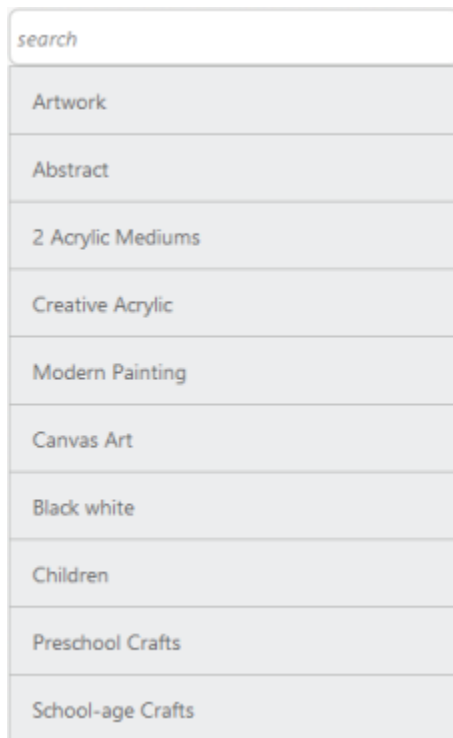 search
Artwork
Abstract
2 Acrylic Mediums
Creative Acrylic
Modern Painting
Canvas Art
Black white
Children
Preschool Crafts
School-age Crafts